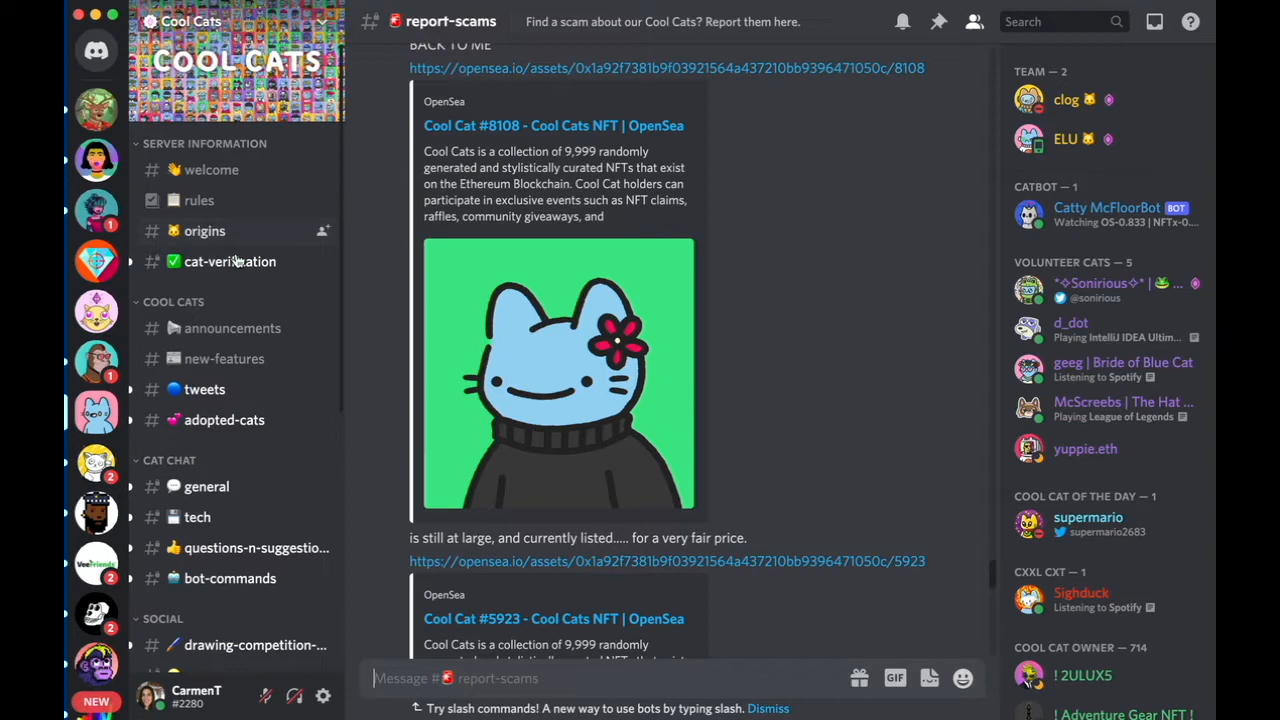 Cool Cats
COOL CATS
SERVER INFORMATION
welcome
rules
origins
COOL CATS
announcements
new-features
tweets
adopted-cats
CAT CHAT
general
tech
questions-n-suggestio...
bot-commands
SOCIAL
drawing-competition-...
CarmenT
#2280
NEW
1
1
2
2
VeeFriends
2
2
report-scams
Find a scam about our Cool Cats? Report them here.
Search
BACK TO ME
https://opensea.io/assets/0x1a92f7381b9f03921564a437210bb9396471050c/8108
OpenSea
Cool Cat #8108 - Cool Cats NFT | OpenSea
Cool Cats is a collection of 9,999 randomly
generated and stylistically curated NFTs that exist
on the Ethereum Blockchain. Cool Cat holders can
participate in exclusive events such as NFT claims,
raffles, community giveaways, and
is still at large, and currently listed..... for a very fair price.
https://opensea.io/assets/0x1a92f7381b9f03921564a437210bb9396471050c/5923
OpenSea
Cool Cat #5923 - Cool Cats NFT | OpenSea
Cool Cats is a collection of 9,999 randomly
Message # report-scams
GIF
Try slash commands! A new way to use bots by typing slash. Dismiss
TEAM — 2
clog
ELU
CATBOT — 1
Catty McFloorBot BOT
Watching OS-0.833 | NFTx-0....
VOLUNTEER CATS — 5
*✧Sonirious✧* | ...
@sonirious
d_dot
Playing IntelliJ IDEA Ultim...
geeg | Bride of Blue Cat
Listening to Spotify
McScreebs | The Hat ...
Playing League of Legends
yuppie.eth
COOL CAT OF THE DAY — 1
supermario
supermario2683
CXXL CXT — 1
Sighduck
Listening to Spotify
COOL CAT OWNER — 714
! 2ULUX5
! Adventure Gear NFT !